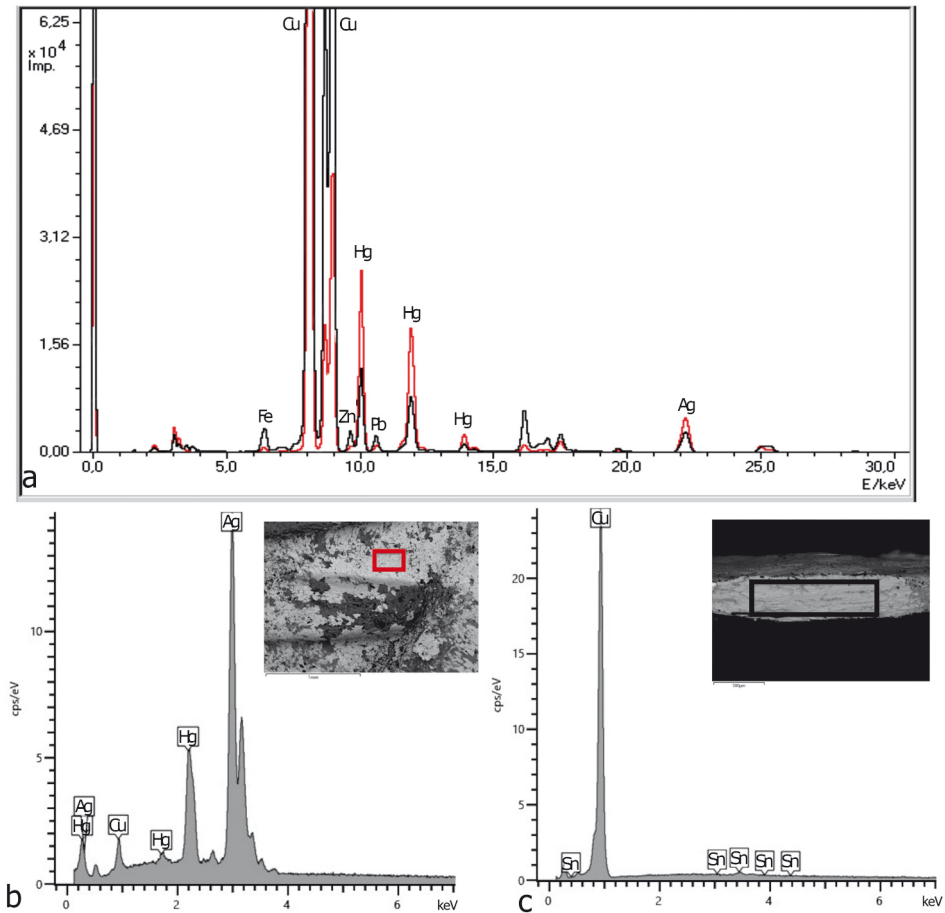 6,25
x 10⁴
Imp.
4,69
3,12
1,56
0,00
Cu Cu
Hg
Hg
Fe Zn Pb Hg Ag
0,0 5,0 10,0 15,0 20,0 25,0 30,0
E/keV
a
Ag
10
cps/eV
Hg
5
Ag
Hg Cu Hg
0
0 2 4 6 keV
1mm
b
Cu
20
15
cps/eV
10
5
Sn Sn Sn Sn Sn
0
0 2 4 6 keV
c